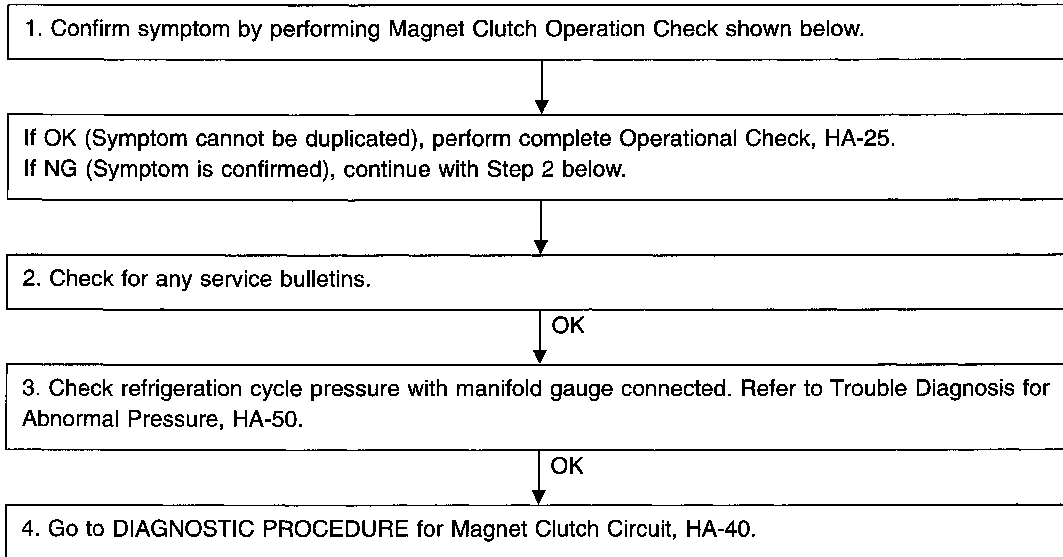 1. Confirm symptom by performing Magnet Clutch Operation Check shown below.
If OK (Symptom cannot be duplicated), perform complete Operational Check, HA-25.
If NG (Symptom is confirmed), continue with Step 2 below.
2. Check for any service bulletins.
OK
3. Check refrigeration cycle pressure with manifold gauge connected. Refer to Trouble Diagnosis for
Abnormal Pressure, HA-50.
OK
4. Go to DIAGNOSTIC PROCEDURE for Magnet Clutch Circuit, HA-40.